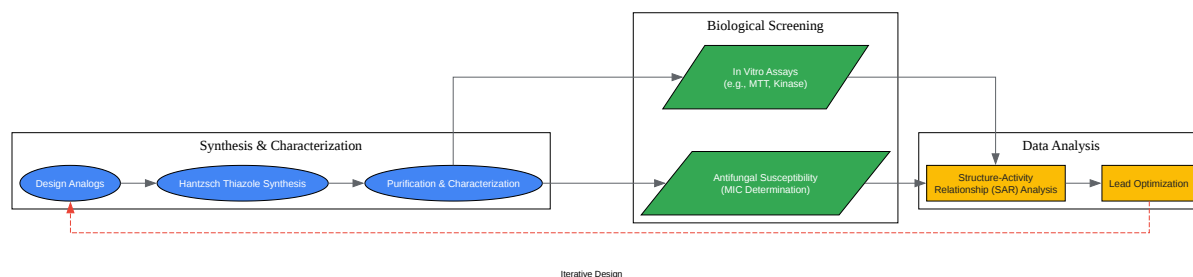 Synthesis & Characterization
Design Analogs
Hantzsch Thiazole Synthesis
Purification & Characterization
Biological Screening
In Vitro Assays
(e.g., MTT, Kinase)
Antifungal Susceptibility
(MIC Determination)
Data Analysis
Structure-Activity
Relationship (SAR) Analysis
Lead Optimization
Iterative Design